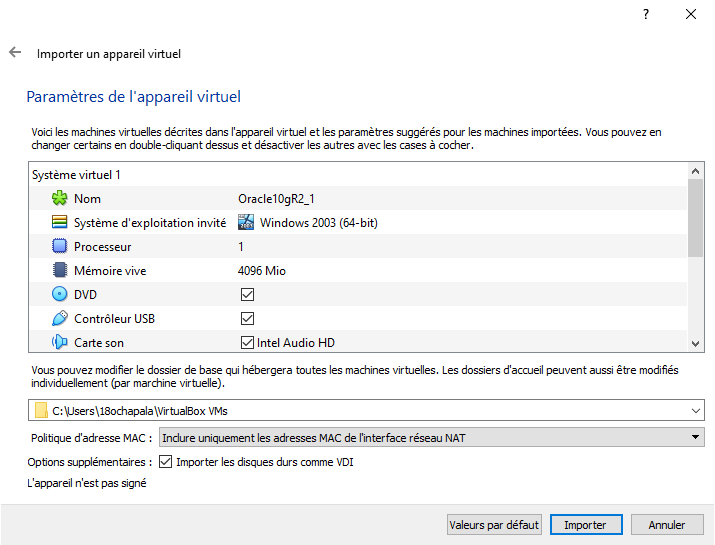 ?
Importer un appareil virtuel
Paramètres de l'appareil virtuel
Voici les machines virtuelles décrites dans l'appareil virtuel et les paramètres suggérés pour les machines importées. Vous pouvez en
changer certains en double-cliquant dessus et désactiver les autres avec les cases à cocher.
Système virtuel 1
Nom Oracle10gR2_1
Système d'exploitation invité Windows 2003 (64-bit)
Processeur 1
Mémoire vive 4096 Mio
DVD
Contrôleur USB
Carte son Intel Audio HD
Vous pouvez modifier le dossier de base qui hébergera toutes les machines virtuelles. Les dossiers d'accueil peuvent aussi être modifiés
individuellement (par marchine virtuelle).
C:\Users\18ochapala\VirtualBox VMs
Politique d'adresse MAC : Inclure uniquement les adresses MAC de l'interface réseau NAT
Options supplémentaires : Importer les disques durs comme VDI
L'appareil n'est pas signé
Valeurs par défaut Importer Annuler